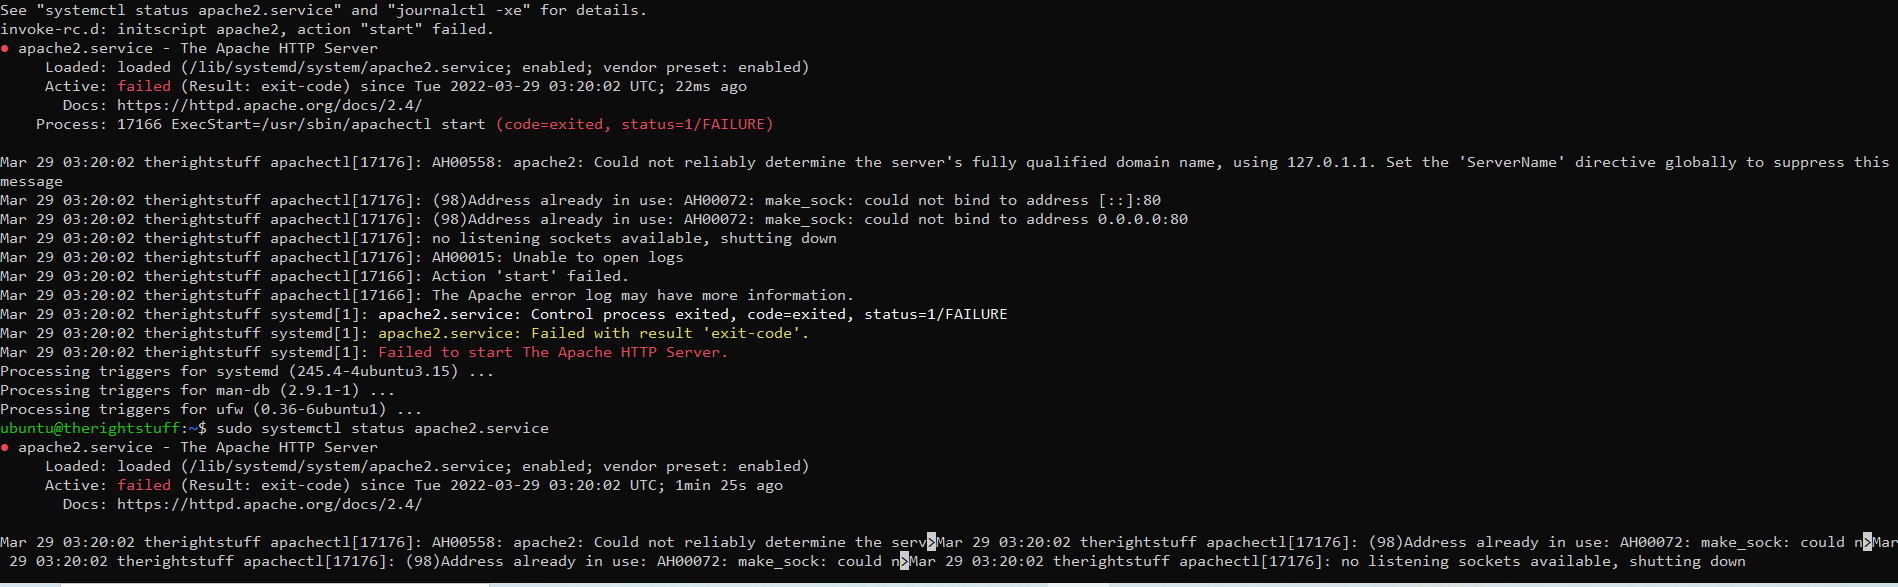 See "systemctl status apache2.service" and "journalctl -xe" for details.
invoke-rc.d: initscript apache2, action "start" failed.
● apache2.service - The Apache HTTP Server
     Loaded: loaded (/lib/systemd/system/apache2.service; enabled; vendor preset: enabled)
     Active: failed (Result: exit-code) since Tue 2022-03-29 03:20:02 UTC; 22ms ago
       Docs: https://httpd.apache.org/docs/2.4/
    Process: 17166 ExecStart=/usr/sbin/apachectl start (code=exited, status=1/FAILURE)

Mar 29 03:20:02 therightstuff apachectl[17176]: AH00558: apache2: Could not reliably determine the server's fully qualified domain name, using 127.0.1.1. Set the 'ServerName' directive globally to suppress this
message
Mar 29 03:20:02 therightstuff apachectl[17176]: (98)Address already in use: AH00072: make_sock: could not bind to address [::]:80
Mar 29 03:20:02 therightstuff apachectl[17176]: (98)Address already in use: AH00072: make_sock: could not bind to address 0.0.0.0:80
Mar 29 03:20:02 therightstuff apachectl[17176]: no listening sockets available, shutting down
Mar 29 03:20:02 therightstuff apachectl[17176]: AH00015: Unable to open logs
Mar 29 03:20:02 therightstuff apachectl[17166]: Action 'start' failed.
Mar 29 03:20:02 therightstuff apachectl[17166]: The Apache error log may have more information.
Mar 29 03:20:02 therightstuff systemd[1]: apache2.service: Control process exited, code=exited, status=1/FAILURE
Mar 29 03:20:02 therightstuff systemd[1]: apache2.service: Failed with result 'exit-code'.
Mar 29 03:20:02 therightstuff systemd[1]: Failed to start The Apache HTTP Server.
Processing triggers for systemd (245.4-4ubuntu3.15) ...
Processing triggers for man-db (2.9.1-1) ...
Processing triggers for ufw (0.36-6ubuntu1) ...
ubuntu@therightstuff:~$ sudo systemctl status apache2.service
● apache2.service - The Apache HTTP Server
     Loaded: loaded (/lib/systemd/system/apache2.service; enabled; vendor preset: enabled)
     Active: failed (Result: exit-code) since Tue 2022-03-29 03:20:02 UTC; 1min 25s ago
       Docs: https://httpd.apache.org/docs/2.4/

Mar 29 03:20:02 therightstuff apachectl[17176]: AH00558: apache2: Could not reliably determine the serv>Mar 29 03:20:02 therightstuff apachectl[17176]: (98)Address already in use: AH00072: make_sock: could n>Mar
 29 03:20:02 therightstuff apachectl[17176]: (98)Address already in use: AH00072: make_sock: could n>Mar 29 03:20:02 therightstuff apachectl[17176]: no listening sockets available, shutting down